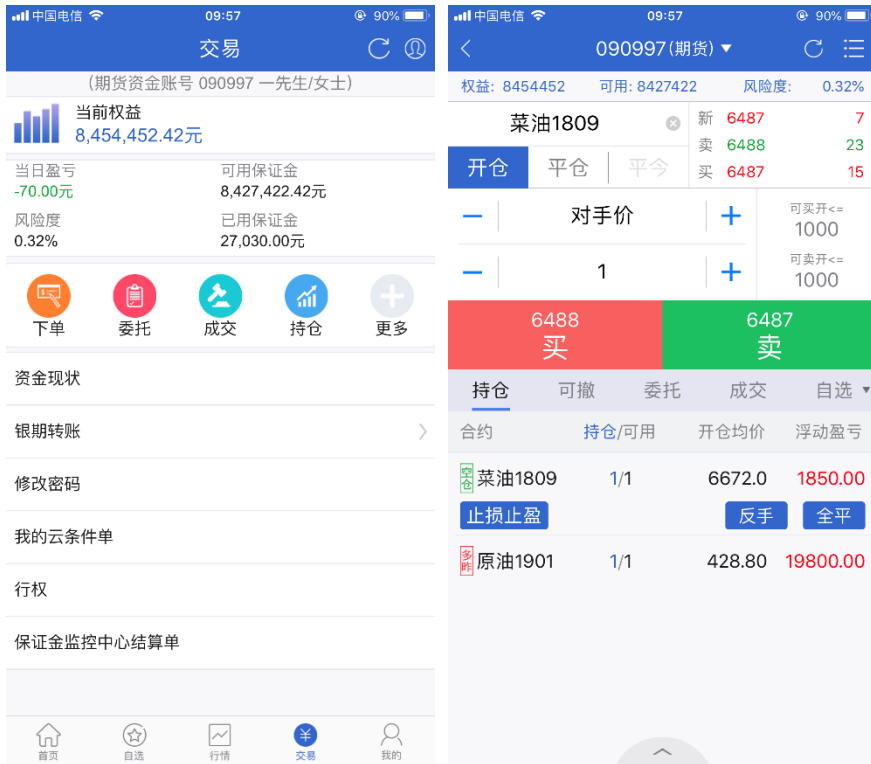 中国电信 09:57 90%
交易
(期货资金账号 090997 一先生/女士)
当前权益
8,454,452.42元
当日盈亏 可用保证金
-70.00元 8,427,422.42元
风险度 已用保证金
0.32% 27,030.00元
下单 委托 成交 持仓 更多
资金现状
银期转账
修改密码
我的云条件单
行权
保证金监控中心结算单
首页 自选 行情 交易 我的
中国电信 09:57 90%
090997(期货)
权益: 8454452 可用: 8427422 风险度: 0.32%
菜油1809
新 6487 7
卖 6488 23
买 6487 15
开仓 平仓 平今
对手价
可买开<=
1000
1
可卖开<=
1000
6488 6487
买 卖
持仓 可撤 委托 成交 自选
合约 持仓/可用 开仓均价 浮动盈亏
空仓 菜油1809 1/1 6672.0 1850.00
止损止盈 反手 全平
多昨 原油1901 1/1 428.80 19800.00